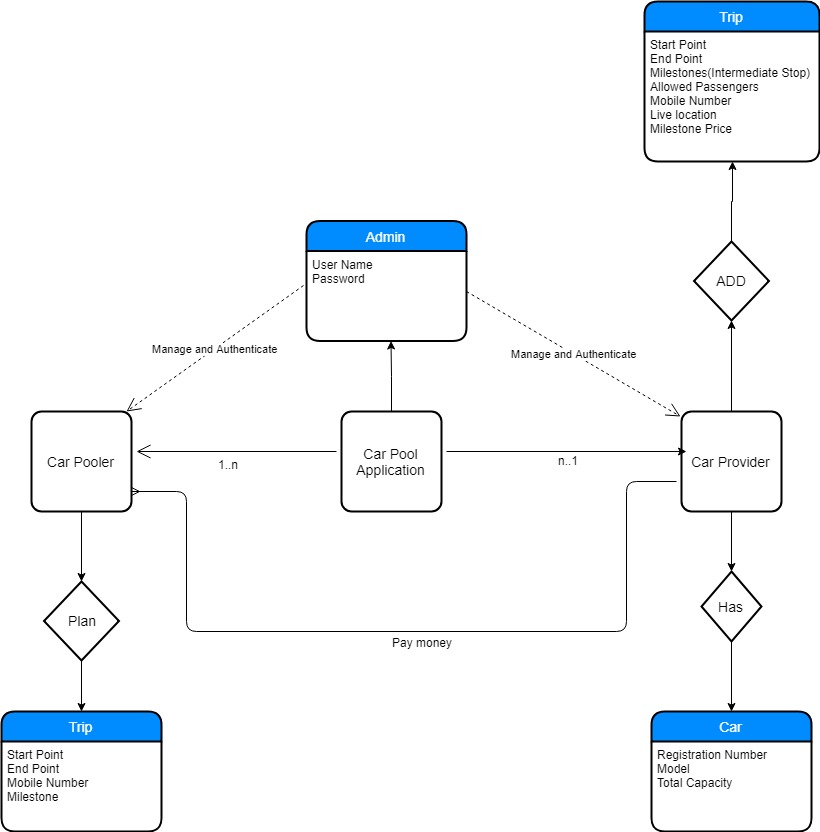 Trip
Start Point
End Point
Milestones(Intermediate Stop)
Allowed Passengers
Mobile Number
Live location
Milestone Price
Admin
User Name
Password
ADD
Manage and Authenticate
Manage and Authenticate
Car Pooler
Car Pool
Application
Car Provider
1..n
n..1
Plan
Has
Pay money
Trip
Start Point
End Point
Mobile Number
Milestone
Car
Registration Number
Model
Total Capacity